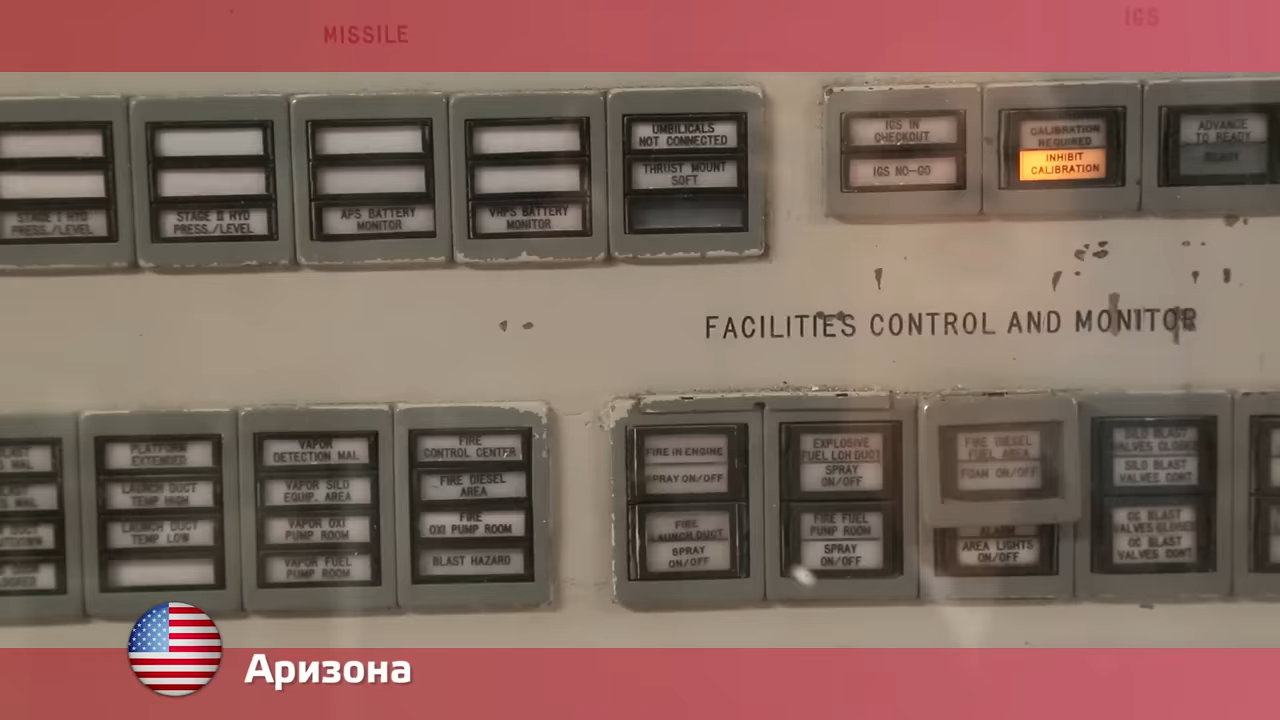 MISSILE
IGS
UMBILICALS
NOT CONNECTED
THRUST MOUNT
SOFT
STAGE I HYD
PRESS./LEVEL
STAGE II HYD
PRESS./LEVEL
APS BATTERY
MONITOR
VHPS BATTERY
MONITOR
IGS IN
CHECKOUT
IGS NO-GO
CALIBRATION
REQUIRED
INHIBIT
CALIBRATION
ADVANCE
TO READY
READY
FACILITIES CONTROL AND MONITOR
PLATFORM
EXTENDED
LAUNCH DUCT
TEMP HIGH
LAUNCH DUCT
TEMP LOW
VAPOR
DETECTION MAL
VAPOR SILO
EQUIP. AREA
VAPOR OXI
PUMP ROOM
VAPOR FUEL
PUMP ROOM
FIRE
CONTROL CENTER
FIRE DIESEL
AREA
FIRE
OXI PUMP ROOM
BLAST HAZARD
FIRE IN ENGINE
SPRAY ON/OFF
FIRE
LAUNCH DUCT
SPRAY
ON/OFF
EXPLOSIVE
FUEL LCH DUCT
SPRAY
ON/OFF
FIRE FUEL
PUMP ROOM
SPRAY
ON/OFF
FIRE DIESEL
FUEL AREA
FOAM ON/OFF
ALARM
AREA LIGHTS
ON/OFF
SILO BLAST
VALVES CLOSED
SILO BLAST
VALVES CONT
CC BLAST
VALVES CLOSED
CC BLAST
VALVES CONT
Аризона